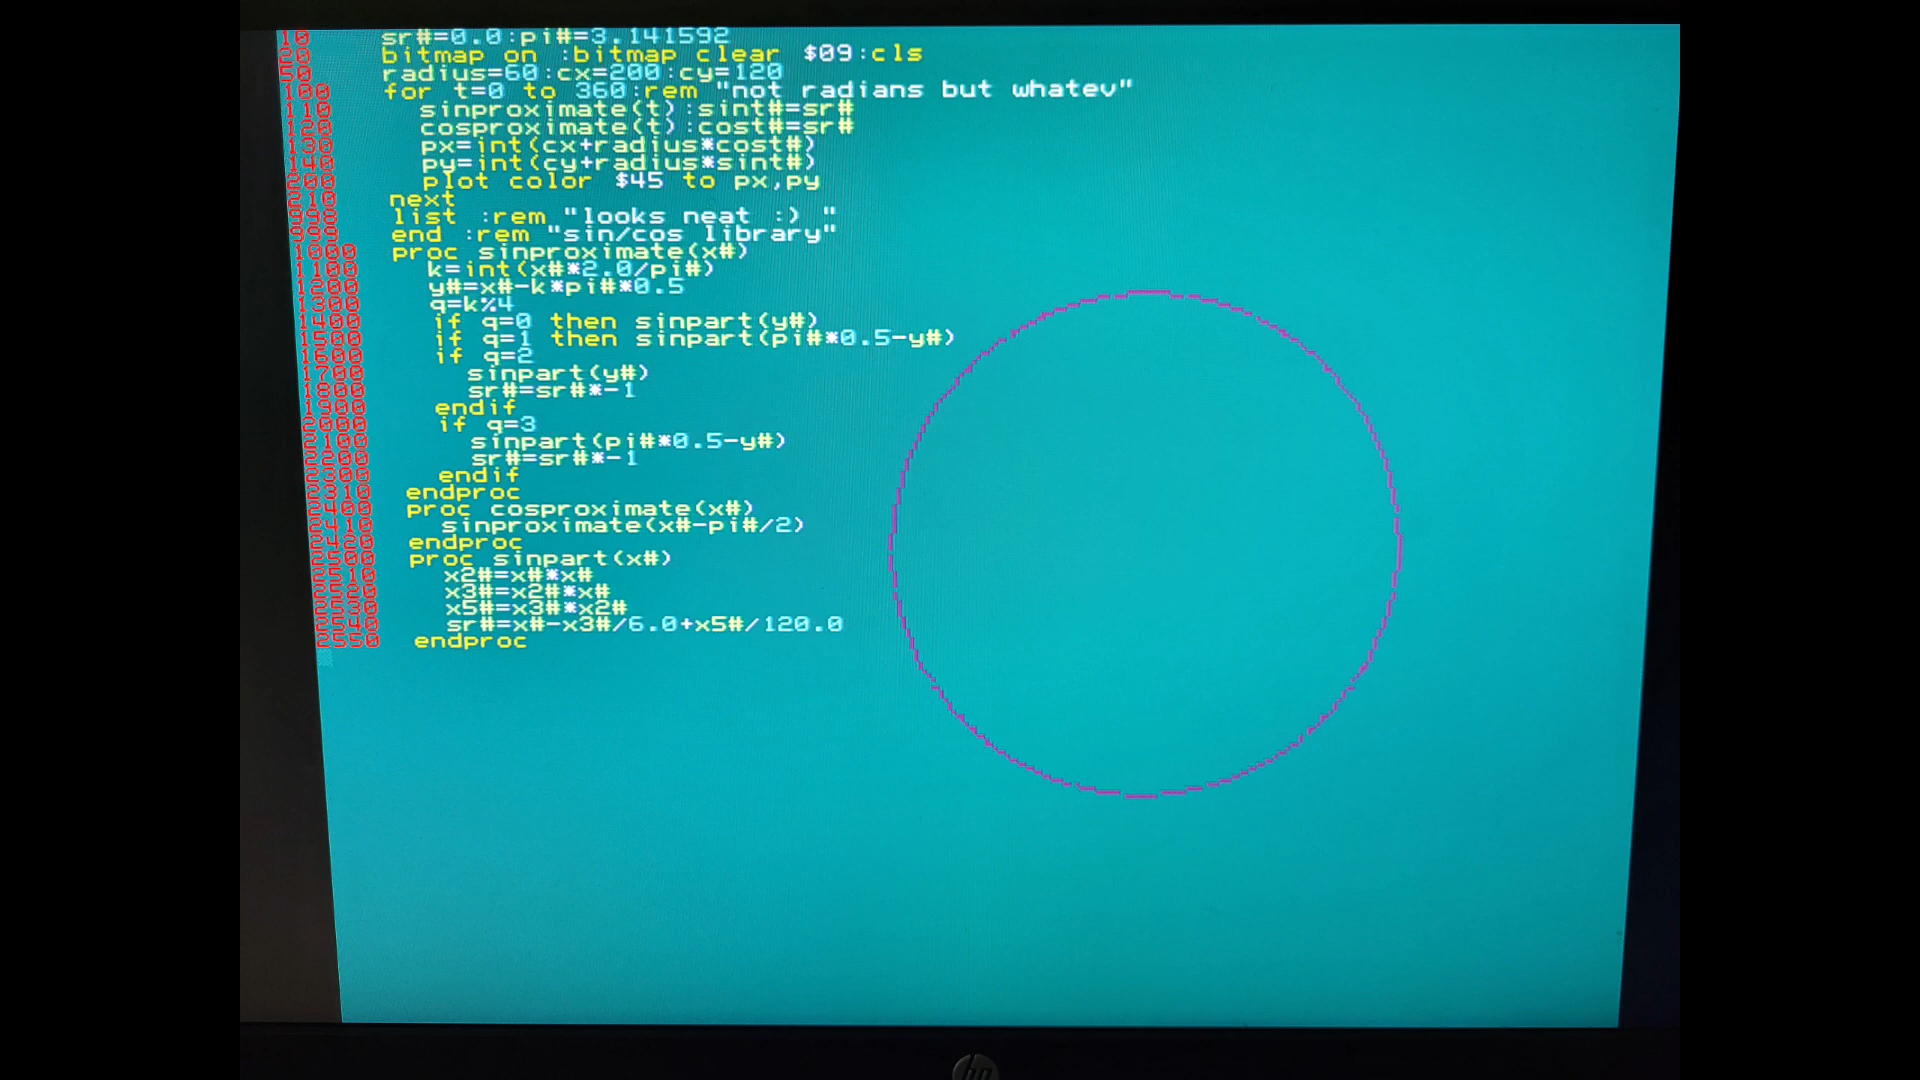 10 sr#=0.0:pi#=3.141592
20 bitmap on :bitmap clear $09:cls
50 radius=60:cx=200:cy=120
100 for t=0 to 360:rem "not radians but whatev"
110 sinproximate(t):sint#=sr#
120 cosproximate(t):cost#=sr#
130 px=int(cx+radius*cost#)
140 py=int(cy+radius*sint#)
200 plot color $45 to px,py
210 next
998 list :rem "looks neat :) "
999 end :rem "sin/cos library"
1000 proc sinproximate(x#)
1100 k=int(x#*2.0/pi#)
1200 y#=x#-k*pi#*0.5
1300 q=k%4
1400 if q=0 then sinpart(y#)
1500 if q=1 then sinpart(pi#*0.5-y#)
1600 if q=2
1700 sinpart(y#)
1800 sr#=sr#*-1
1900 endif
2000 if q=3
2100 sinpart(pi#*0.5-y#)
2200 sr#=sr#*-1
2300 endif
2310 endproc
2400 proc cosproximate(x#)
2410 sinproximate(x#-pi#/2)
2420 endproc
2500 proc sinpart(x#)
2510 x2#=x#*x#
2520 x3#=x2#*x#
2530 x5#=x3#*x2#
2540 sr#=x#-x3#/6.0+x5#/120.0
2550 endproc
hp